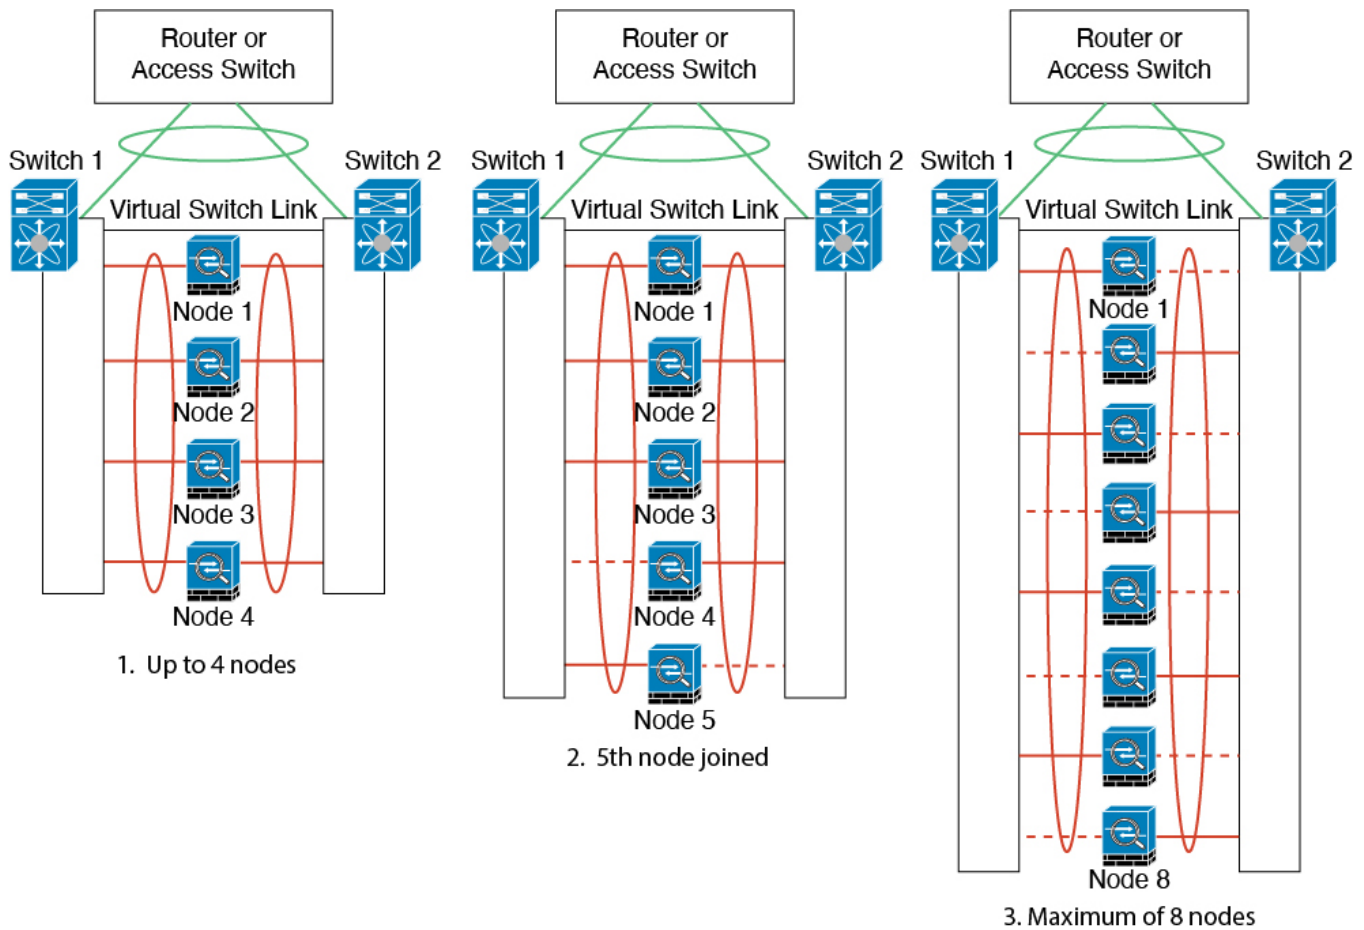 Router or
Access Switch
Switch 1
Switch 2
Virtual Switch Link
Node 1
Node 2
Node 3
Node 4
1. Up to 4 nodes
Router or
Access Switch
Switch 1
Switch 2
Virtual Switch Link
Node 1
Node 2
Node 3
Node 4
Node 5
2. 5th node joined
Router or
Access Switch
Switch 1
Switch 2
Virtual Switch Link
Node 1
Node 8
3. Maximum of 8 nodes